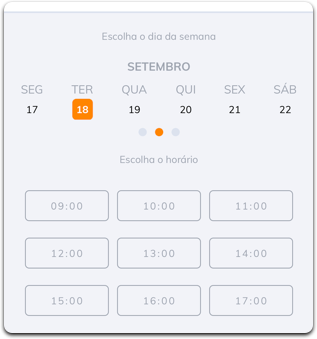 Escolha o dia da semana
SETEMBRO
SEG TER QUA QUI SEX SÁB
17 18 19 20 21 22
Escolha o horário
09:00 10:00 11:00
12:00 13:00 14:00
15:00 16:00 17:00